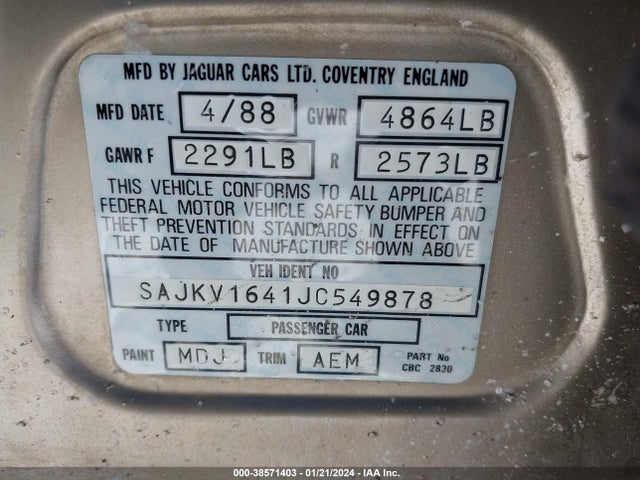 MFD BY JAGUAR CARS LTD. COVENTRY ENGLAND
MFD DATE 4/88 GVWR 4864LB
GAWR F 2291LB R 2573LB
THIS VEHICLE CONFORMS TO ALL APPLICABLE
FEDERAL MOTOR VEHICLE SAFETY BUMPER AND
THEFT PREVENTION STANDARDS IN EFFECT ON
THE DATE OF MANUFACTURE SHOWN ABOVE
VEH IDENT NO
SAJKV1641JC549878
TYPE PASSENGER CAR
PAINT MDJ TRIM AEM PART No
CBC 2830
000-38571403 - 01/21/2024 - IAA Inc.